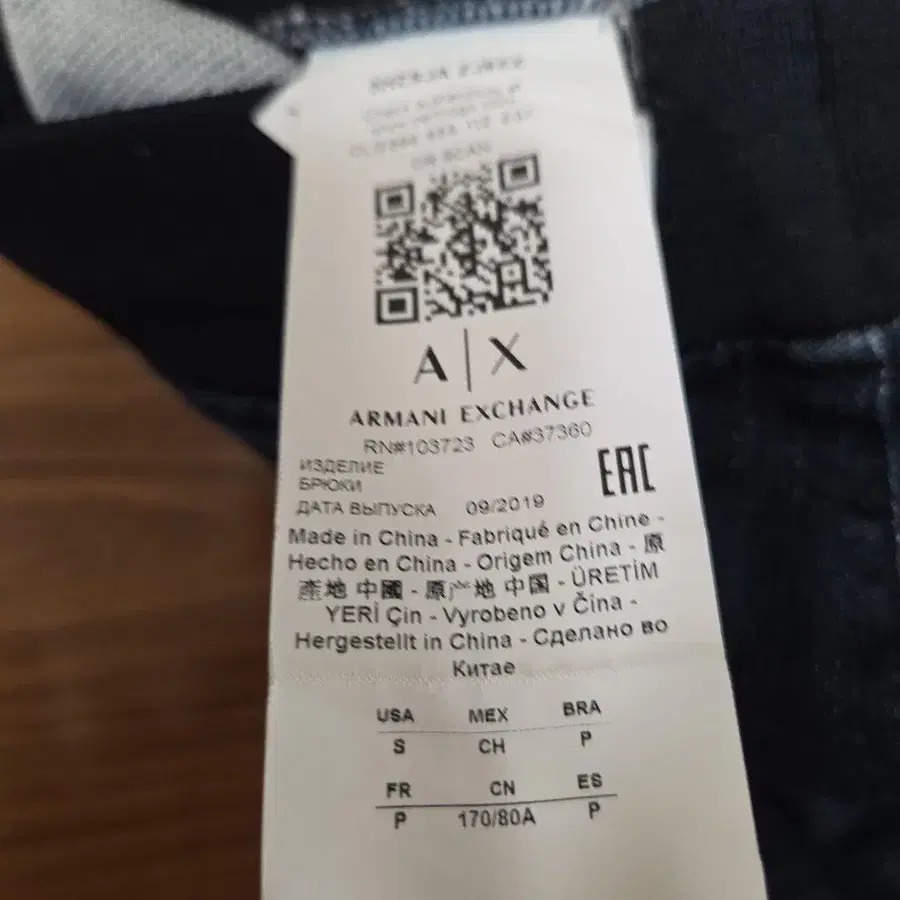 A|X
ARMANI EXCHANGE
RN#103723 CA#37360
ИЗДЕЛИЕ
БРЮКИ
EAC
ДАТА ВЫПУСКА 09/2019
Made in China - Fabriqué en Chine -
Hecho en China - Origem China - 原
產地 中國 - 原产地 中国 - ÜRETİM
YERİ Çin - Vyrobeno v Čína -
Hergestellt in China - Сделано во
Китае
USA MEX BRA
S CH P
FR CN ES
P 170/80A P